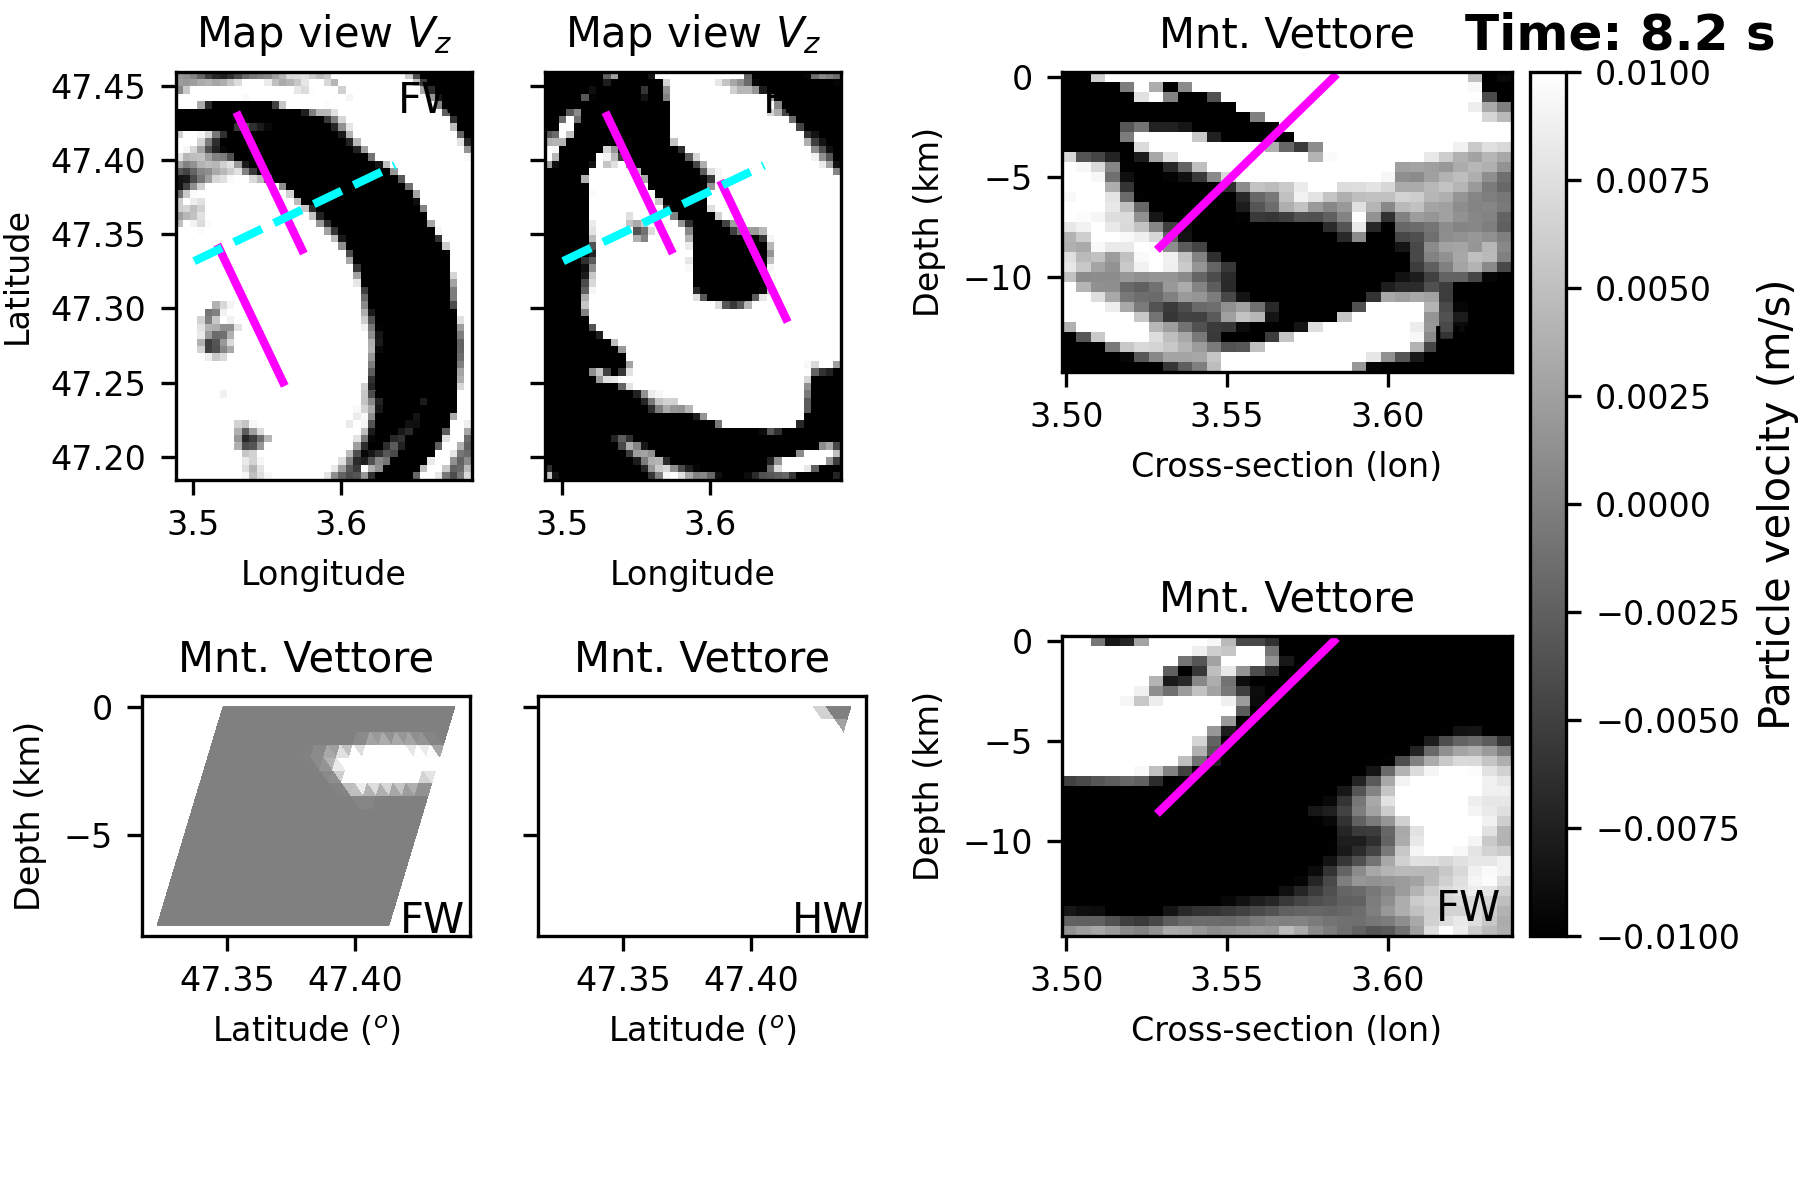 Map view Vz
Map view Vz
Mnt. Vettore
Time: 8.2 s
47.45
47.40
47.35
47.30
47.25
47.20
Latitude
FW
3.5
3.6
Longitude
3.5
3.6
Longitude
0
−5
−10
Depth (km)
3.50
3.55
3.60
Cross-section (lon)
0.0100
0.0075
0.0050
0.0025
0.0000
−0.0025
−0.0050
−0.0075
−0.0100
Particle velocity (m/s)
Mnt. Vettore
0
−5
Depth (km)
FW
47.35
47.40
Latitude (o)
Mnt. Vettore
HW
47.35
47.40
Latitude (o)
Mnt. Vettore
0
−5
−10
Depth (km)
FW
3.50
3.55
3.60
Cross-section (lon)